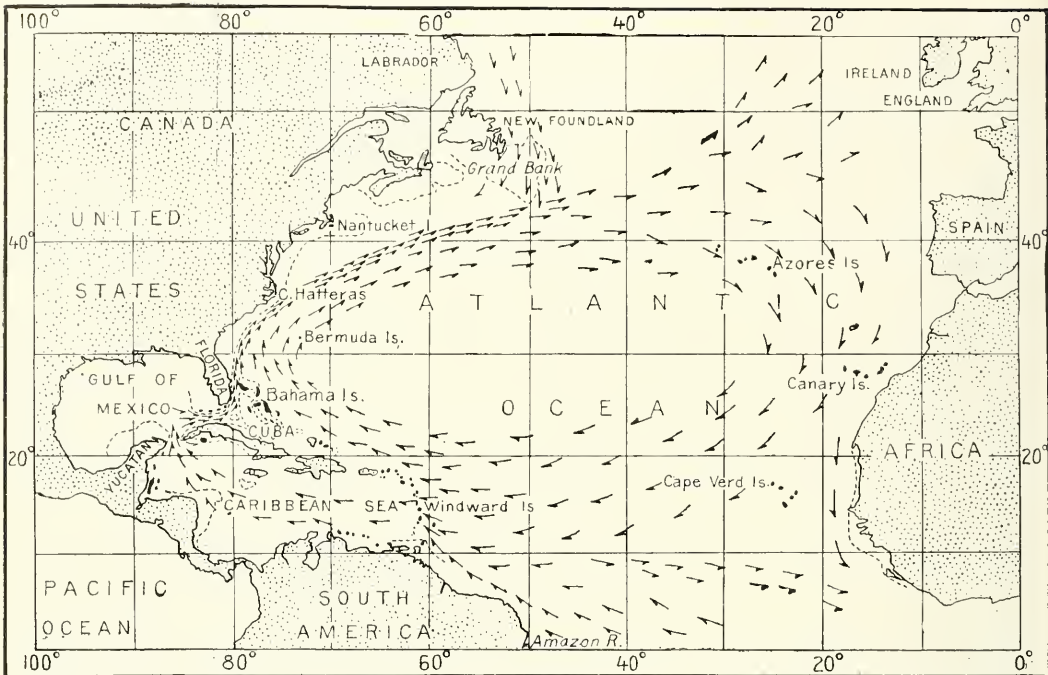 100° 80° 60° 40° 20° 0°
LABRADOR
IRELAND
ENGLAND
CANADA
NEW FOUNDLAND
Grand Bank
UNITED
STATES
Nantucket I.
SPAIN
40° 40°
Azores Is
C. Hatteras
ATLANTIC
Bermuda Is.
FLORIDA
GULF OF
MEXICO
Bahama Is.
Canary Is.
OCEAN
CUBA
YUCATAN
AFRICA
20° 20°
Cape Verd Is.
CARIBBEAN SEA
Windward Is
PACIFIC
OCEAN
SOUTH
AMERICA
Amazon R.
100° 80° 60° 40° 20° 0°